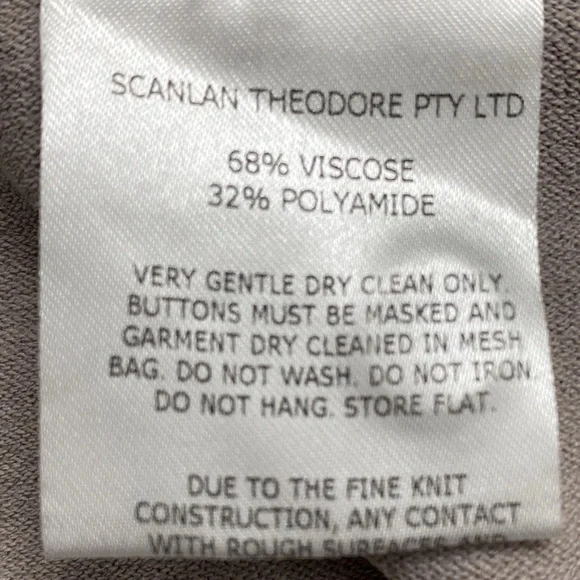 SCANLAN THEODORE PTY LTD
68% VISCOSE
32% POLYAMIDE
VERY GENTLE DRY CLEAN ONLY.
BUTTONS MUST BE MASKED AND
GARMENT DRY CLEANED IN MESH
BAG. DO NOT WASH. DO NOT IRON.
DO NOT HANG. STORE FLAT.
DUE TO THE FINE KNIT
CONSTRUCTION, ANY CONTACT
WITH ROUGH SURFACES AND